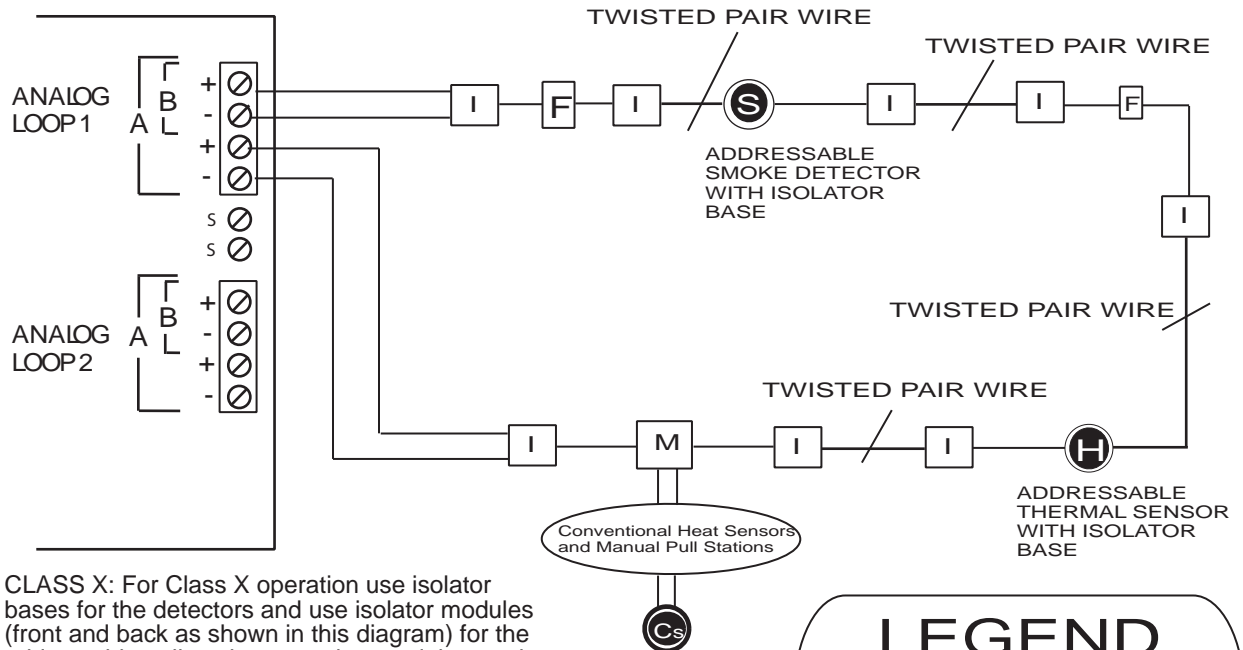 TWISTED PAIR WIRE
TWISTED PAIR WIRE
ANALOG
LOOP 1
A
B
+
-
+
-
I
F
I
S
I
I
F
ADDRESSABLE
SMOKE DETECTOR
WITH ISOLATOR
BASE
I
S
S
ANALOG
LOOP 2
A
B
+
-
+
-
TWISTED PAIR WIRE
TWISTED PAIR WIRE
I
M
I
I
H
ADDRESSABLE
THERMAL SENSOR
WITH ISOLATOR
BASE
Conventional Heat Sensors
and Manual Pull Stations
Cs
CLASS X: For Class X operation use isolator
bases for the detectors and use isolator modules
(front and back as shown in this diagram) for the
LEGEND